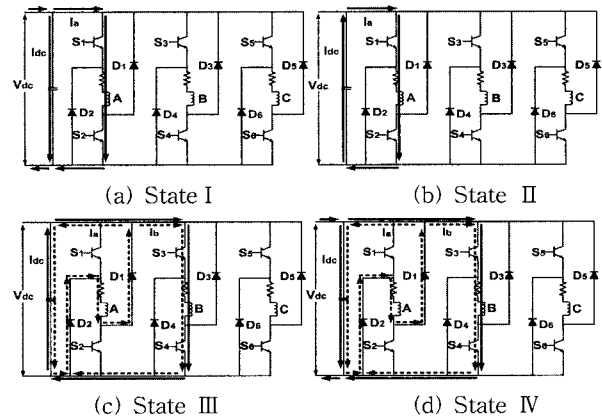 Ia
Idc
Vdc
S1
S3
S5
D1
D3
D5
A
B
C
D2
D4
D6
S2
S4
S6
(a) State Ⅰ
Ia
Idc
Vdc
S1
S3
S5
D1
D3
D5
A
B
C
D2
D4
D6
S2
S4
S6
(b) State Ⅱ
Ia
Ib
Idc
Vdc
S1
S3
S5
D1
D3
D5
A
B
C
D2
D4
D6
S2
S4
S6
(c) State Ⅲ
Ia
Ib
Idc
Vdc
S1
S3
S5
D1
D3
D5
A
B
C
D2
D4
D6
S2
S4
S6
(d) State Ⅳ